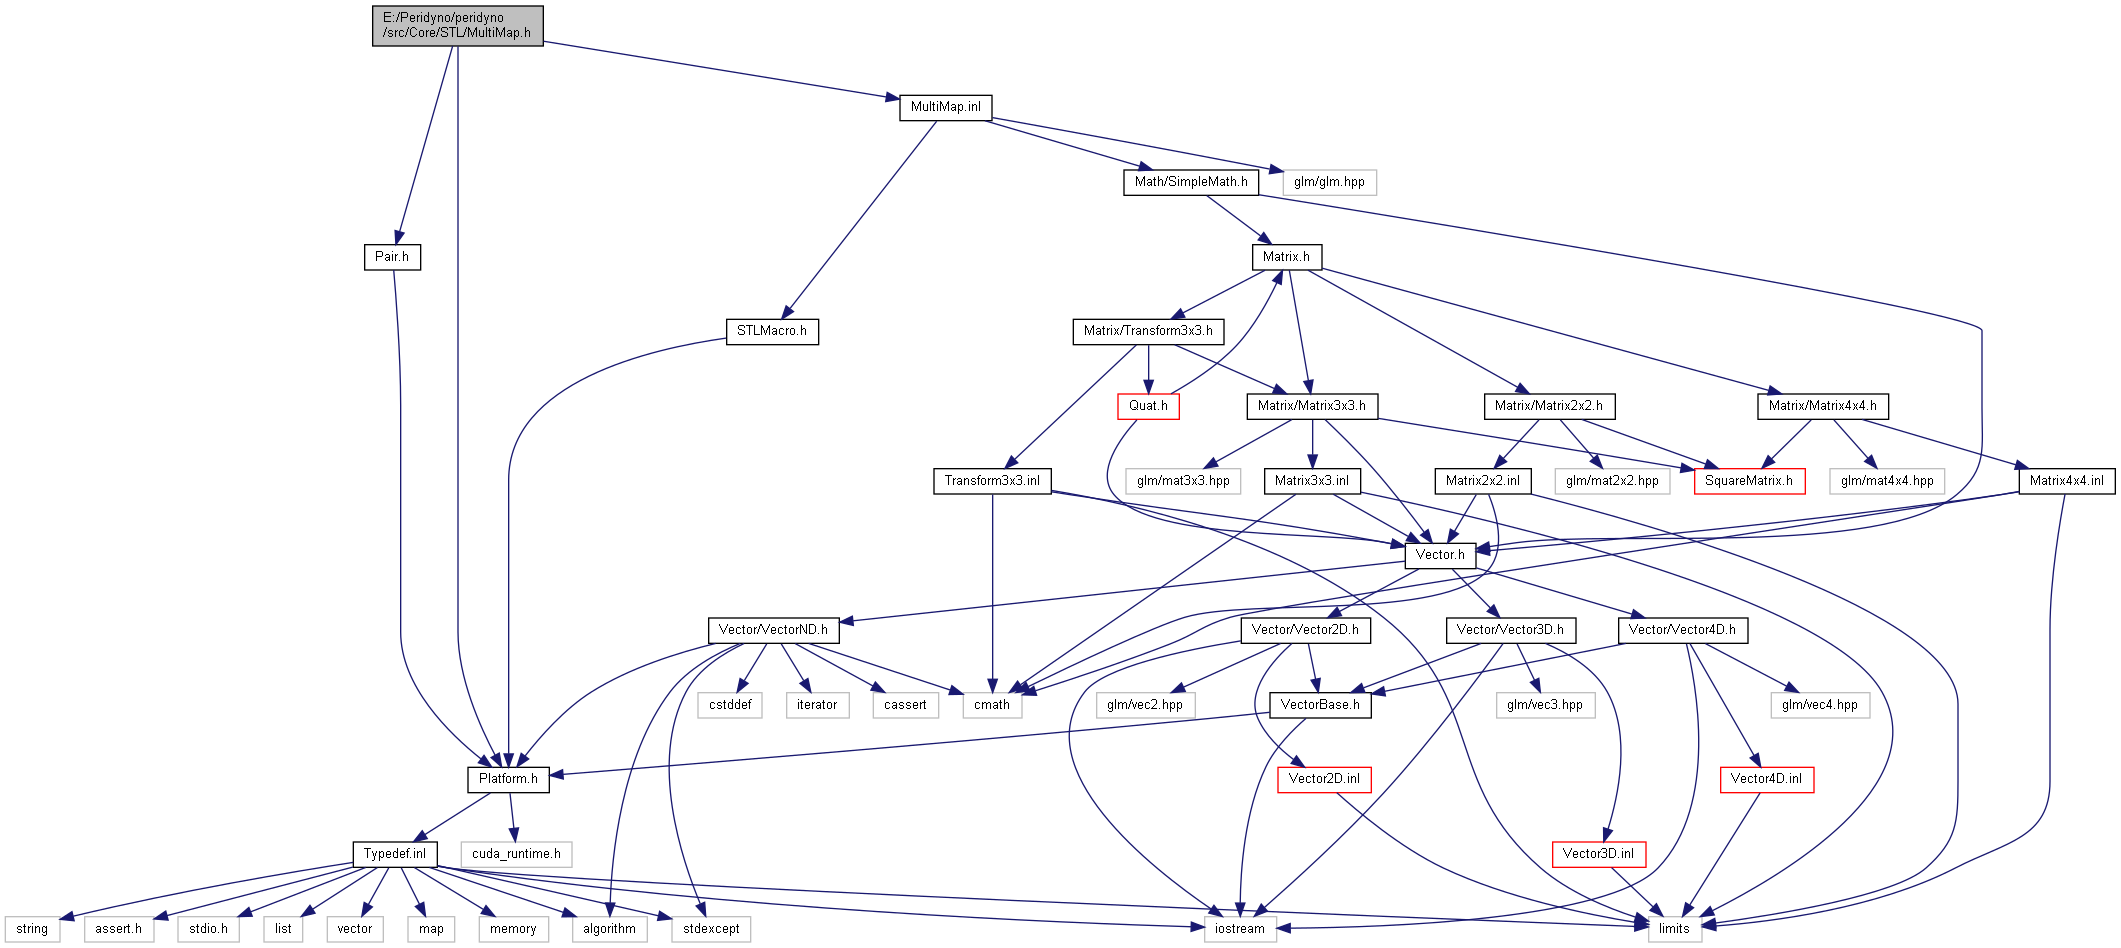 E:/Peridyno/peridyno
/src/Core/STL/MultiMap.h
MultiMap.inl
Math/SimpleMath.h
glm/glm.hpp
Pair.h
Matrix.h
STLMacro.h
Matrix/Transform3x3.h
Quat.h
Matrix/Matrix3x3.h
Matrix/Matrix2x2.h
Matrix/Matrix4x4.h
Transform3x3.inl
glm/mat3x3.hpp
Matrix3x3.inl
Matrix2x2.inl
glm/mat2x2.hpp
SquareMatrix.h
glm/mat4x4.hpp
Matrix4x4.inl
Vector.h
Vector/VectorND.h
Vector/Vector2D.h
Vector/Vector3D.h
Vector/Vector4D.h
cstddef
iterator
cassert
cmath
glm/vec2.hpp
VectorBase.h
glm/vec3.hpp
glm/vec4.hpp
Platform.h
Vector2D.inl
Vector4D.inl
Typedef.inl
cuda_runtime.h
Vector3D.inl
string
assert.h
stdio.h
list
vector
map
memory
algorithm
stdexcept
iostream
limits